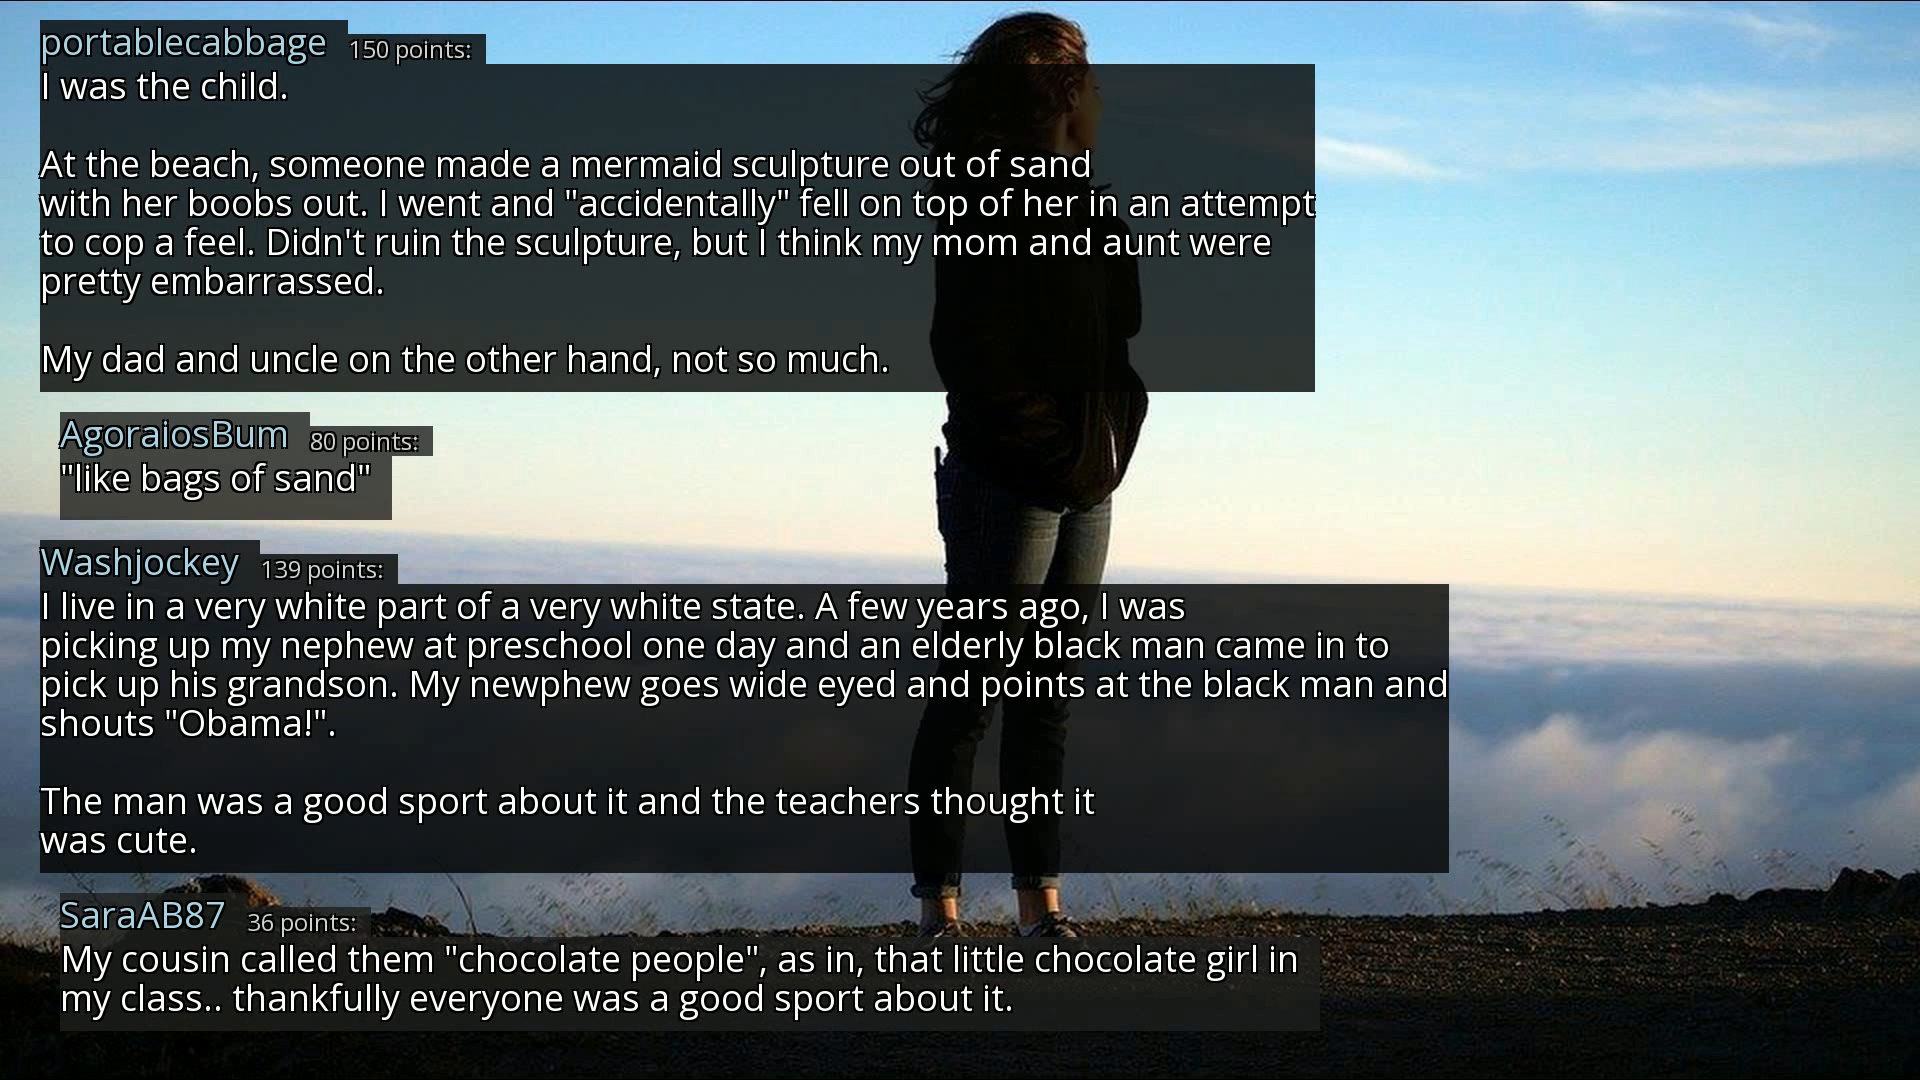 portablecabbage 150 points:
I was the child.
At the beach, someone made a mermaid sculpture out of sand
with her boobs out. I went and "accidentally" fell on top of her in an attempt
to cop a feel. Didn't ruin the sculpture, but I think my mom and aunt were
pretty embarrassed.
My dad and uncle on the other hand, not so much.
AgoraiosBum 80 points:
"like bags of sand"
Washjockey 139 points:
I live in a very white part of a very white state. A few years ago, I was
picking up my nephew at preschool one day and an elderly black man came in to
pick up his grandson. My newphew goes wide eyed and points at the black man and
shouts "Obama!".
The man was a good sport about it and the teachers thought it
was cute.
SaraAB87 36 points:
My cousin called them "chocolate people", as in, that little chocolate girl in
my class.. thankfully everyone was a good sport about it.